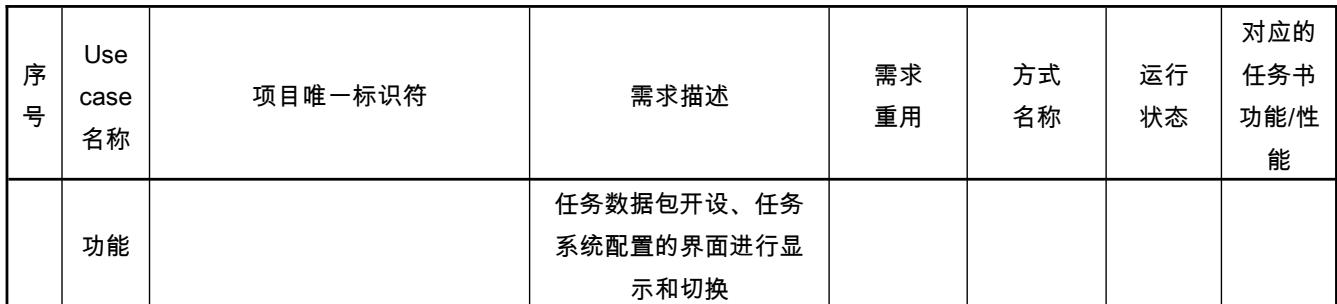 序
号
Use
case
名称
项目唯一标识符
需求描述
需求
重用
方式
名称
运行
状态
对应的
任务书
功能/性
能
功能
任务数据包开设、任务
系统配置的界面进行显
示和切换